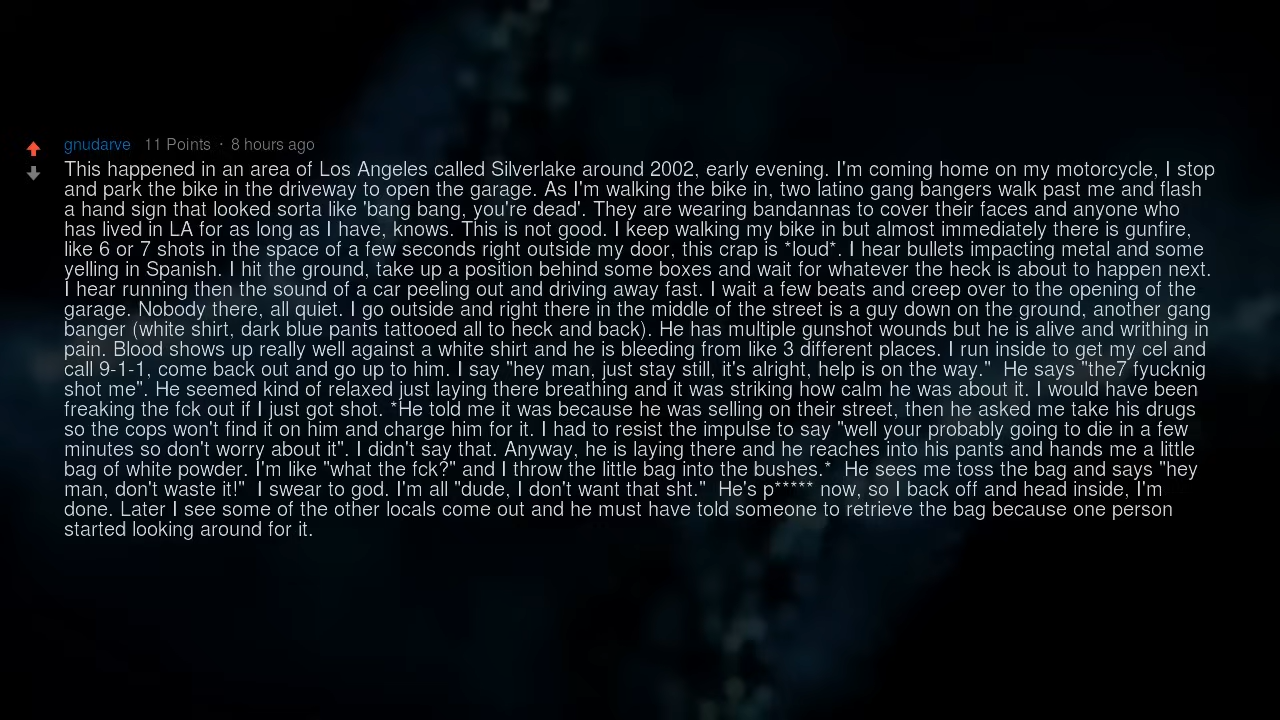 gnudarve 11 Points · 8 hours ago
This happened in an area of Los Angeles called Silverlake around 2002, early evening. I'm coming home on my motorcycle, I stop
and park the bike in the driveway to open the garage. As I'm walking the bike in, two latino gang bangers walk past me and flash
a hand sign that looked sorta like 'bang bang, you're dead'. They are wearing bandannas to cover their faces and anyone who
has lived in LA for as long as I have, knows. This is not good. I keep walking my bike in but almost immediately there is gunfire,
like 6 or 7 shots in the space of a few seconds right outside my door, this crap is *loud*. I hear bullets impacting metal and some
yelling in Spanish. I hit the ground, take up a position behind some boxes and wait for whatever the heck is about to happen next.
I hear running then the sound of a car peeling out and driving away fast. I wait a few beats and creep over to the opening of the
garage. Nobody there, all quiet. I go outside and right there in the middle of the street is a guy down on the ground, another gang
banger (white shirt, dark blue pants tattooed all to heck and back). He has multiple gunshot wounds but he is alive and writhing in
pain. Blood shows up really well against a white shirt and he is bleeding from like 3 different places. I run inside to get my cel and
call 9-1-1, come back out and go up to him. I say "hey man, just stay still, it's alright, help is on the way."  He says "the7 fyucknig
shot me". He seemed kind of relaxed just laying there breathing and it was striking how calm he was about it. I would have been
freaking the fck out if I just got shot. *He told me it was because he was selling on their street, then he asked me take his drugs
so the cops won't find it on him and charge him for it. I had to resist the impulse to say "well your probably going to die in a few
minutes so don't worry about it". I didn't say that. Anyway, he is laying there and he reaches into his pants and hands me a little
bag of white powder. I'm like "what the fck?" and I throw the little bag into the bushes.*  He sees me toss the bag and says "hey
man, don't waste it!"  I swear to god. I'm all "dude, I don't want that sht."  He's p***** now, so I back off and head inside, I'm
done. Later I see some of the other locals come out and he must have told someone to retrieve the bag because one person
started looking around for it.